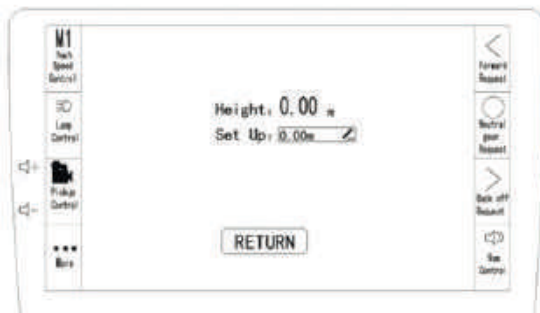 M1
Speed
Control
Lamp
Control
Pickup
Control
More
Height: 0.00 m
Set Up: 0.00m
RETURN
Forward
Request
Neutral
gear
Request
Back off
Request
Control